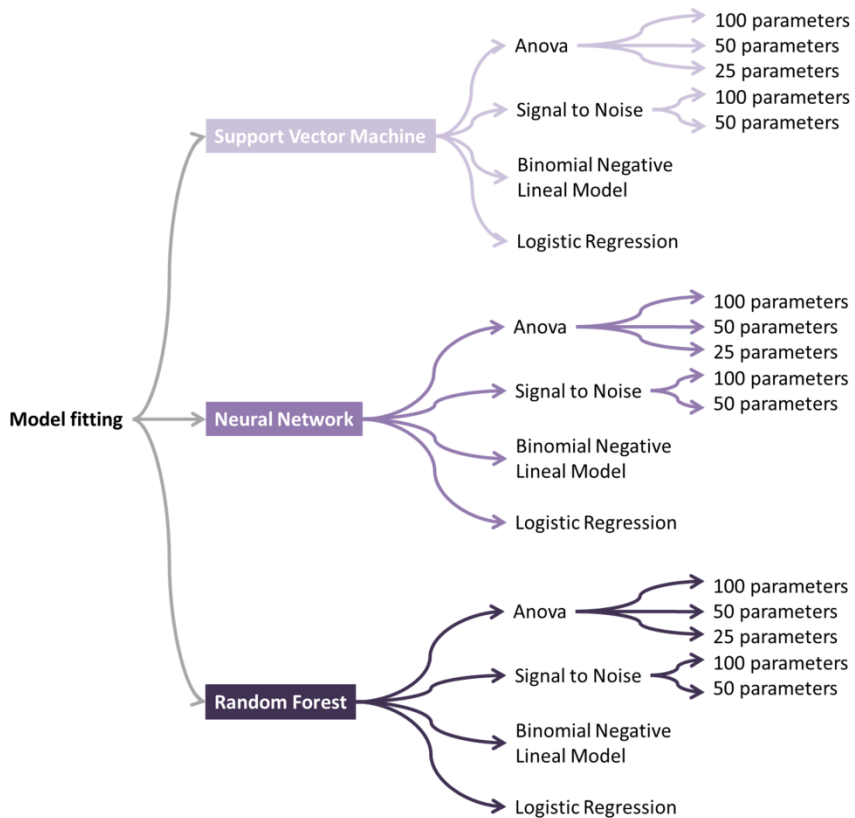 Model fitting
Support Vector Machine
Anova
100 parameters
50 parameters
25 parameters
Signal to Noise
100 parameters
50 parameters
Binomial Negative
Lineal Model
Logistic Regression
Neural Network
Anova
100 parameters
50 parameters
25 parameters
Signal to Noise
100 parameters
50 parameters
Binomial Negative
Lineal Model
Logistic Regression
Random Forest
Anova
100 parameters
50 parameters
25 parameters
Signal to Noise
100 parameters
50 parameters
Binomial Negative
Lineal Model
Logistic Regression